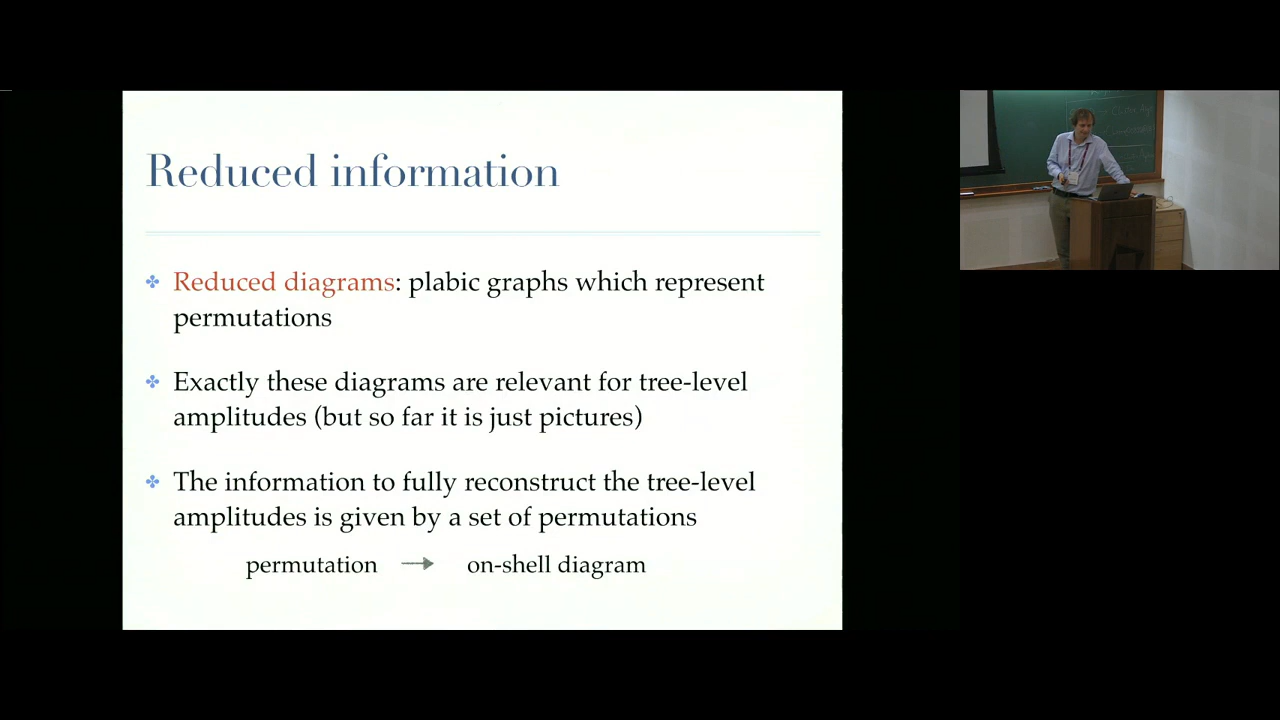 Reduced information
Reduced diagrams: plabic graphs which represent
permutations
Exactly these diagrams are relevant for tree-level
amplitudes (but so far it is just pictures)
The information to fully reconstruct the tree-level
amplitudes is given by a set of permutations
permutation → on-shell diagram